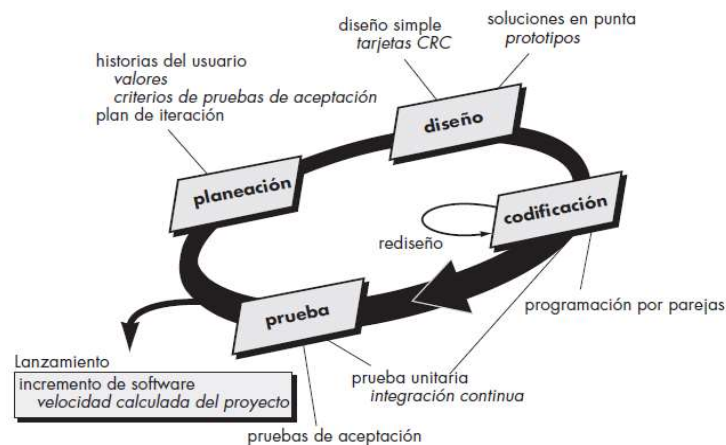 diseño simple
tarjetas CRC
soluciones en punta
prototipos
historias del usuario
valores
criterios de pruebas de aceptación
plan de iteración
diseño
planeación
codificación
rediseño
prueba
programación por parejas
Lanzamiento
incremento de software
velocidad calculada del proyecto
prueba unitaria
integración continua
pruebas de aceptación